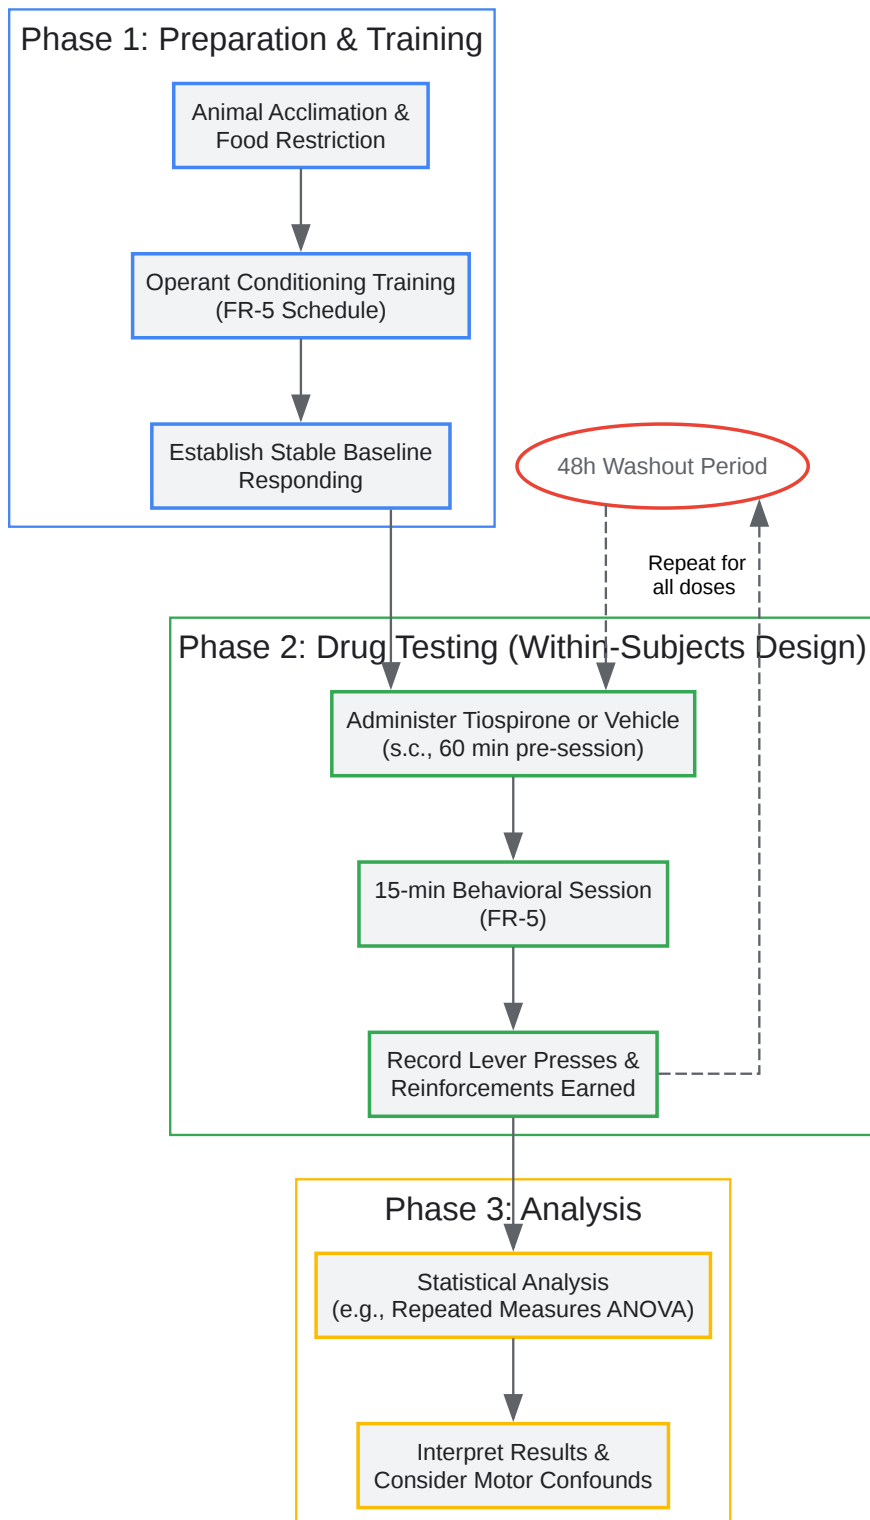 Phase 1: Preparation & Training
Animal Acclimation &
Food Restriction
Operant Conditioning Training
(FR-5 Schedule)
Establish Stable Baseline
Responding
48h Washout Period
Repeat for
all doses
Phase 2: Drug Testing (Within-Subjects Design)
Administer Tiospirone or Vehicle
(s.c., 60 min pre-session)
15-min Behavioral Session
(FR-5)
Record Lever Presses &
Reinforcements Earned
Phase 3: Analysis
Statistical Analysis
(e.g., Repeated Measures ANOVA)
Interpret Results &
Consider Motor Confounds